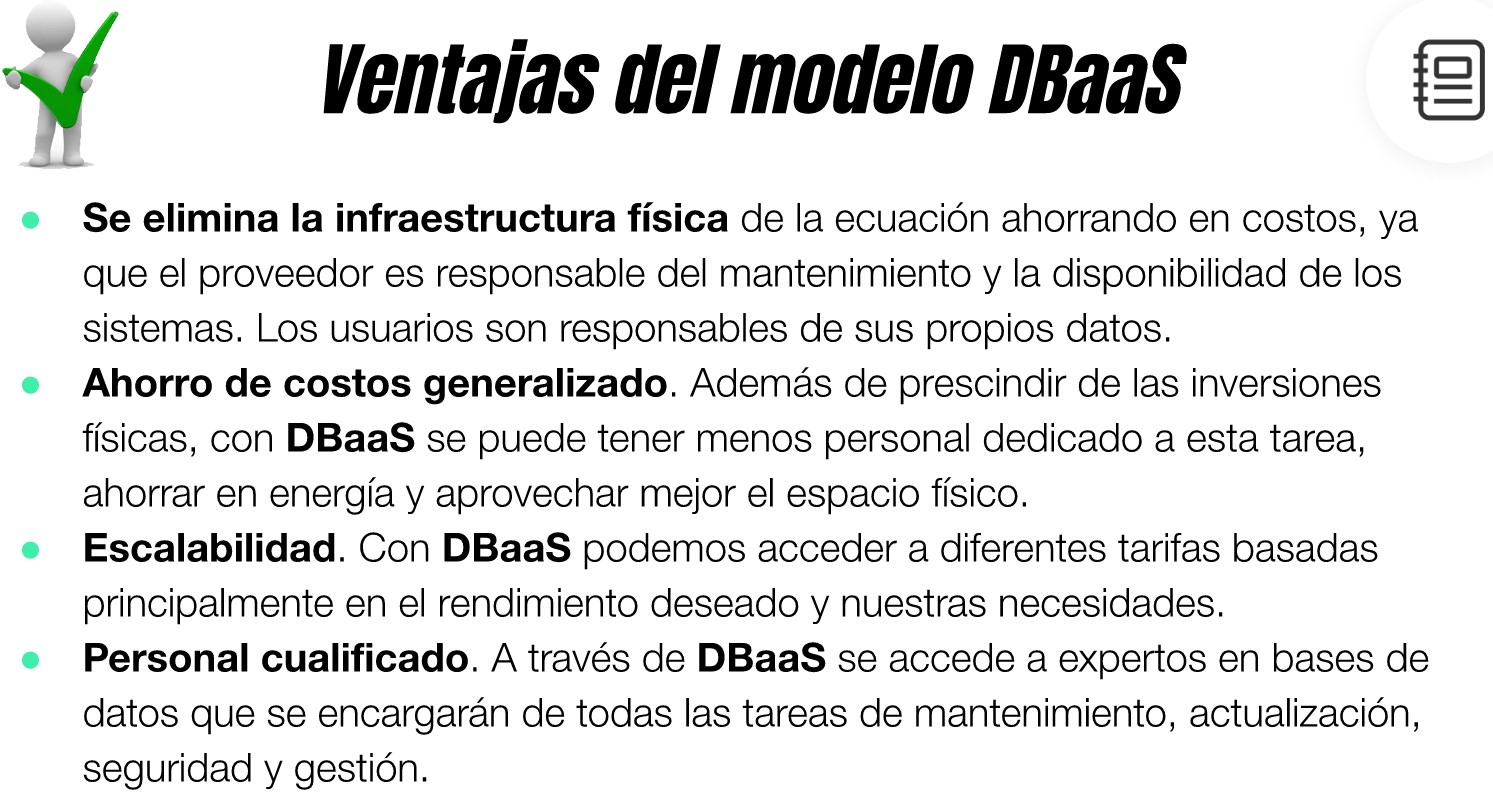 Ventajas del modelo DBaaS
Se elimina la infraestructura física de la ecuación ahorrando en costos, ya
que el proveedor es responsable del mantenimiento y la disponibilidad de los
sistemas. Los usuarios son responsables de sus propios datos.
Ahorro de costos generalizado. Además de prescindir de las inversiones
físicas, con DBaaS se puede tener menos personal dedicado a esta tarea,
ahorrar en energía y aprovechar mejor el espacio físico.
Escalabilidad. Con DBaaS podemos acceder a diferentes tarifas basadas
principalmente en el rendimiento deseado y nuestras necesidades.
Personal cualificado. A través de DBaaS se accede a expertos en bases de
datos que se encargarán de todas las tareas de mantenimiento, actualización,
seguridad y gestión.